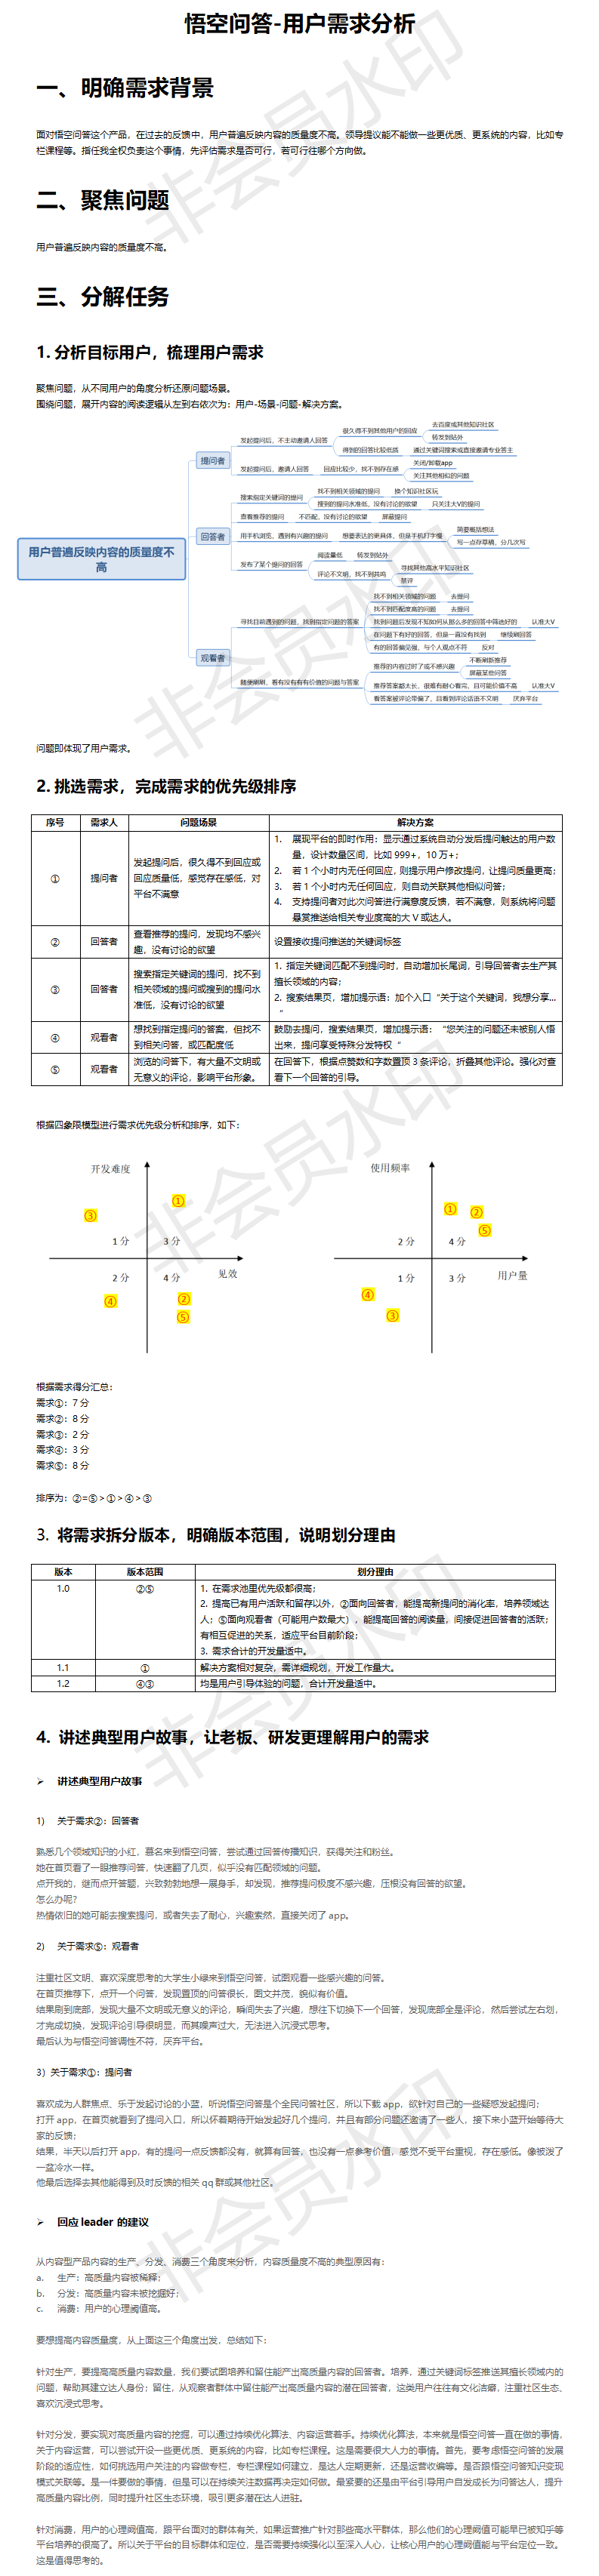 悟空问答-用户需求分析
一、明确需求背景
面对悟空问答这个产品，在过去的反馈中，用户普遍反映内容的质量度不高。领导提议能不能做一些更优质、更系统的内容，比如专
栏课程等。指任我全权负责这个事情，先评估需求是否可行，若可行往哪个方向做。
二、聚焦问题
用户普遍反映内容的质量度不高。
三、分解任务
1. 分析目标用户，梳理用户需求
聚焦问题，从不同用户的角度分析还原问题场景。
围绕问题，展开内容的阅读逻辑从左到右依次为：用户-场景-问题-解决方案。
用户普遍反映内容的质量度不高
提问者
发起提问后，不主动邀请人回答
很久得不到其他用户的回应
去百度或其他知识社区
转发到站外
得到的回答比较低质
通过关键词搜索或直接邀请专业答主
发起提问后，邀请人回答
回应比较少，找不到存在感
关闭/卸载app
关注其他相似的问题
回答者
搜索指定关键词的提问
找不到相关领域的提问
换个知识社区玩
搜到的提问水准低，没有讨论的欲望
只关注大V的提问
查看推荐的提问
不匹配，没有讨论的欲望
屏蔽提问
用手机浏览，遇到有兴趣的提问
想要表达的更具体，但是手机打字慢
简要概括想法
写一点存草稿，分几次写
发布了某个提问的回答
阅读量低
转发到站外
评论不文明，找不到共鸣
寻找其他高水平知识社区
禁评
观看者
寻找目前遇到的问题，找到指定问题的答案
找不到相关领域的问题
去提问
找不到匹配度高的问题
去提问
找到问题后发现不知如何从那么多的回答中筛选好的
认准大V
在问题下有好的回答，但是一直没有找到
继续刷回答
有的回答偏见强，与个人观点不符
反对
随便刷刷，看有没有看有价值的问题与答案
推荐的内容过时了或不感兴趣
不断刷新推荐
屏蔽某些问答
推荐答案都太长，很难有耐心看完，且可能价值不高
认准大V
看答案被评论带偏了，且看到评论话语不文明
厌弃平台
问题即体现了用户需求。
2. 挑选需求，完成需求的优先级排序
序号 需求人 问题场景 解决方案
① 提问者 发起提问后，很久得不到回应或回应质量低，感觉存在感低，对平台不满意
1. 展现平台的即时作用：显示通过系统自动分发后提问触达的用户数量，设计数量区间，比如 999+，10 万+；
2. 若 1 个小时内无任何回应，则提示用户修改提问，让提问质量更高；
3. 若 1 个小时内无任何回应，则自动关联其他相似问答；
4. 支持提问者对此次问答进行满意度反馈，若不满意，则系统将问题悬赏推送给相关专业度高的大 V 或达人。
② 回答者 查看推荐的提问，发现均不感兴趣，没有讨论的欲望 设置接收提问推送的关键词标签
③ 回答者 搜索指定关键词的提问，找不到相关领域的提问或搜到的提问水准低，没有讨论的欲望
1. 指定关键词匹配不到提问时，自动增加长尾词，引导回答者去生产其擅长领域的内容；
2. 搜索结果页，增加提示语：加个入口“关于这个关键词，我想分享...“
④ 观看者 想找到指定提问的答案，但找不到相关问答，或匹配度低 鼓励去提问，搜索结果页，增加提示语：“您关注的问题还未被别人悟出来，提问享受特殊分发特权“
⑤ 观看者 浏览的问答下，有大量不文明或无意义的评论，影响平台形象。 在回答下，根据点赞数和字数置顶 3 条评论，折叠其他评论。强化对查看下一个回答的引导。
根据四象限模型进行需求优先级分析和排序，如下：
开发难度
③ ①
1 分 3 分
2 分 4 分
见效
④ ②
⑤
使用频率
① ②
⑤
2 分 4 分
1 分 3 分
用户量
④
③
根据需求得分汇总：
需求①：7 分
需求②：8 分
需求③：2 分
需求④：3 分
需求⑤：8 分
排序为：②=⑤＞①＞④＞③
3. 将需求拆分版本，明确版本范围，说明划分理由
版本 版本范围 划分理由
1.0 ②⑤ 1. 在需求池里优先级都很高；
2. 提高已有用户活跃和留存以外，②面向回答者，能提高新提问的消化率，培养领域达
人；⑤面向观看者（可能用户数最大），能提高回答的阅读量，间接促进回答者的活跃；
有相互促进的关系，适应平台目前阶段；
3. 需求合计的开发量适中。
1.1 ① 解决方案相对复杂，需详细规划，开发工作量大。
1.2 ④③ 均是用户引导体验的问题，合计开发量适中。
4. 讲述典型用户故事，让老板、研发更理解用户的需求
➢ 讲述典型用户故事
1） 关于需求②：回答者
熟悉几个领域知识的小红，慕名来到悟空问答，尝试通过回答传播知识，获得关注和粉丝。
她在首页看了一眼推荐问答，快速翻了几页，似乎没有匹配领域的问题。
点开我的，继而点开答题，兴致勃勃地想一展身手，却发现，推荐提问极度不感兴趣，压根没有回答的欲望。
怎么办呢？
热情依旧的她可能去搜索提问，或者失去了耐心，兴趣索然，直接关闭了 app。
2） 关于需求⑤：观看者
注重社区文明、喜欢深度思考的大学生小绿来到悟空问答，试图观看一些感兴趣的问答。
在首页推荐下，点开一个问答，发现置顶的问答很长，图文并茂，貌似有价值。
结果刷到底部，发现大量不文明或无意义的评论，瞬间失去了兴趣，想往下切换下一个回答，发现底部全是评论，然后尝试左右划，
才完成切换，发现评论引导很明显，而其噪声过大，无法进入沉浸式思考。
最后认为与悟空问答调性不符，厌弃平台。
3）关于需求①：提问者
喜欢成为人群焦点、乐于发起讨论的小蓝，听说悟空问答是个全民问答社区，所以下载 app，欲针对自己的一些疑惑发起提问；
打开 app，在首页就看到了提问入口，所以怀着期待开始发起好几个提问，并且有部分问题还邀请了一些人，接下来小蓝开始等待大
家的反馈；
结果，半天以后打开 app，有的提问一点反馈都没有，就算有回答，也没有一点参考价值，感觉不受平台重视，存在感低。像被泼了
一盆冷水一样。
他最后选择去其他能得到及时反馈的相关 qq 群或其他社区。
➢ 回应 leader 的建议
从内容型产品内容的生产、分发、消费三个角度来分析，内容质量度不高的典型原因有：
a. 生产：高质量内容被稀释；
b. 分发：高质量内容未被挖掘好；
c. 消费：用户的心理阈值高。
要想提高内容质量度，从上面这三个角度出发，总结如下：
针对生产，要提高高质量内容数量，我们要试图培养和留住能产出高质量内容的回答者。培养，通过关键词标签推送其擅长领域内的
问题，帮助其建立达人身份；留住，从观察者群体中留住能产出高质量内容的潜在回答者，这类用户往往有文化洁癖，注重社区生态、
喜欢沉浸式思考。
针对分发，要实现对高质量内容的挖掘，可以通过持续优化算法、内容运营着手。持续优化算法，本来就是悟空问答一直在做的事情，
关于内容运营，可以尝试开设一些更优质、更系统的内容，比如专栏课程。这是需要很大人力的事情。首先，要考虑悟空问答的发展
阶段的适应性，如何挑选用户关注的内容做专栏，专栏课程如何建立，是达人定期更新，还是运营收编等。是否跟悟空问答知识变现
模式关联等。是一件要做的事情，但是可以在持续关注数据再决定如何做。最紧要的还是由平台引导用户自发成长为问答达人，提升
高质量内容比例，同时提升社区生态环境，吸引更多潜在达人进驻。
针对消费，用户的心理阈值高，跟平台面对的群体有关，如果运营推广针对那些高水平群体，那么他们的心理阈值可能早已被知乎等
平台培养的很高了。所以关于平台的目标群体和定位，是否需要持续强化以至深入人心，让核心用户的心理阈值能与平台定位一致。
这是值得思考的。
非会员水印
非会员水印
非会员水印
非会员水印
非会员水印